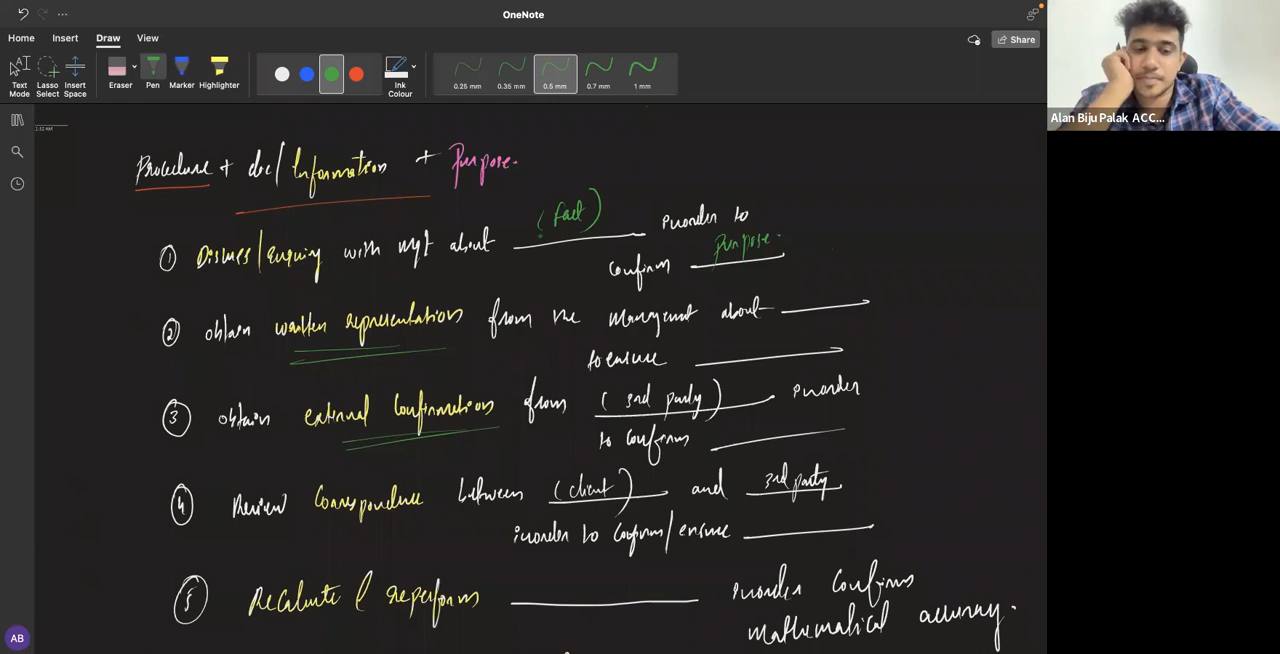 OneNote
Home Insert Draw View
Share
Text Mode Lasso Select Insert Space Eraser Pen Marker Highlighter Ink Colour 0.25 mm 0.35 mm 0.5 mm 0.7 mm 1 mm
Alan Biju Palak ACC...
Procedure + doc/Information + Purpose.
① Discuss/Enquiry with mgt about (fact) inorder to
confirm purpose.
② obtain written representations from the management about
to ensure
③ obtain external confirmations from (3rd party) inorder
to confirm
④ Review correspondence between (client) and 3rd party
inorder to confirm/ensure
⑤ Recalculate & reperform inorder confirm
mathematical accuracy.
AB